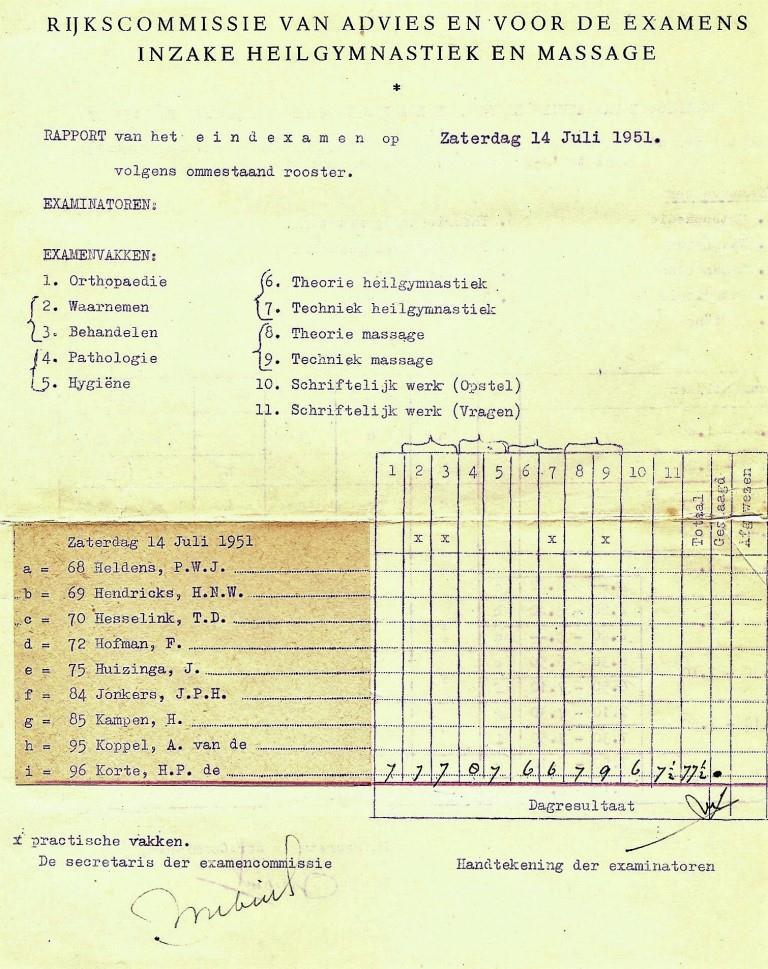 RIJKSCOMMISSIE VAN ADVIES EN VOOR DE EXAMENS
INZAKE HEILGYMNASTIEK EN MASSAGE
*
RAPPORT van het e i n d e x a m e n op Zaterdag 14 Juli 1951.
volgens ommestaand rooster.
EXAMINATOREN:
EXAMENVAKKEN:
1. Orthopaedie
2. Waarnemen
3. Behandelen
4. Pathologie
5. Hygiëne
6. Theorie heilgymnastiek
7. Techniek heilgymnastiek
8. Theorie massage
9. Techniek massage
10. Schriftelijk werk (Opstel)
11. Schriftelijk werk (Vragen)
1 2 3 4 5 6 7 8 9 10 11 Totaal Geslaagd Afgewezen
Zaterdag 14 Juli 1951 x x x x
a = 68 Heldens, P.W.J.
b = 69 Hendricks, H.N.W.
c = 70 Hesselink, T.D.
d = 72 Hofman, F.
e = 75 Huizinga, J.
f = 84 Jonkers, J.P.H.
g = 85 Kampen, H.
h = 95 Koppel, A. van de
i = 96 Korte, H.P. de 7 7 7 8 7 6 6 7 9 6 7½ 77½
Dagresultaat
x practische vakken.
De secretaris der examencommissie
Handtekening der examinatoren